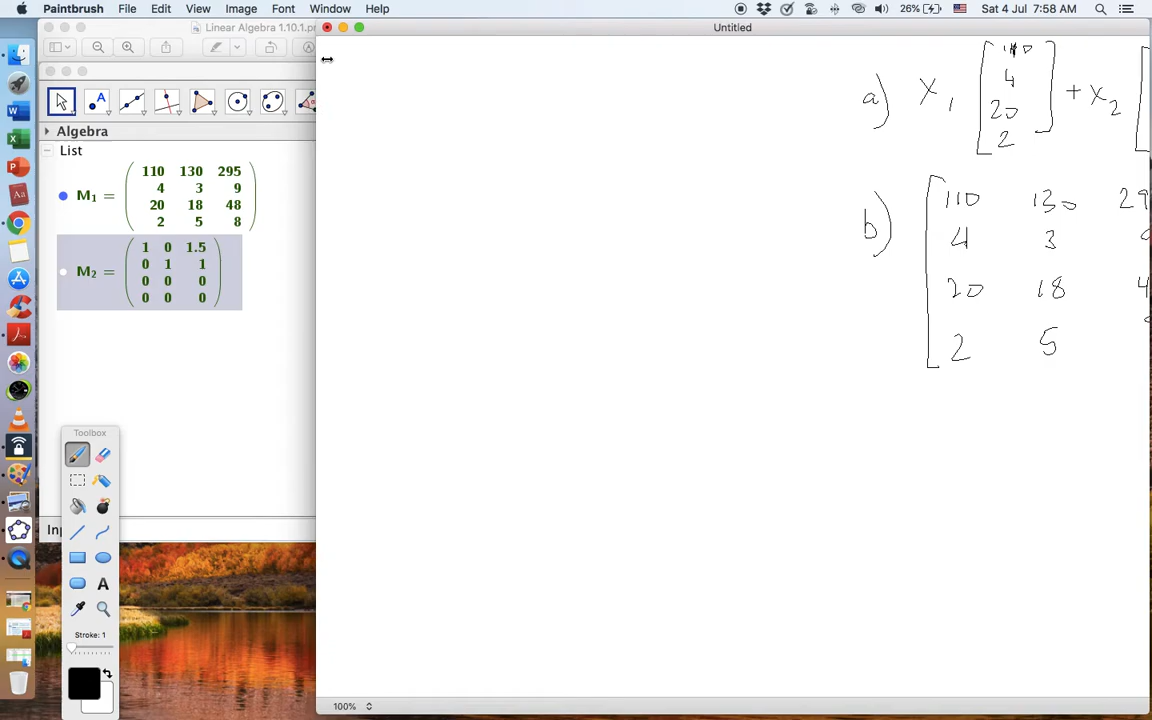 Paintbrush File Edit View Image Font Window Help 26% Sat 4 Jul 7:58 AM
Linear Algebra 1.10.1.pr
Untitled
A
Algebra
List
M1 = 110 130 295
4 3 9
20 18 48
2 5 8
M2 = 1 0 1.5
0 1 1
0 0 0
0 0 0
Toolbox
A
Stroke: 1
100%
a) x1 [110 4 20 2] + x2 [
b) [110 130 29
4 3
20 18 4
2 5